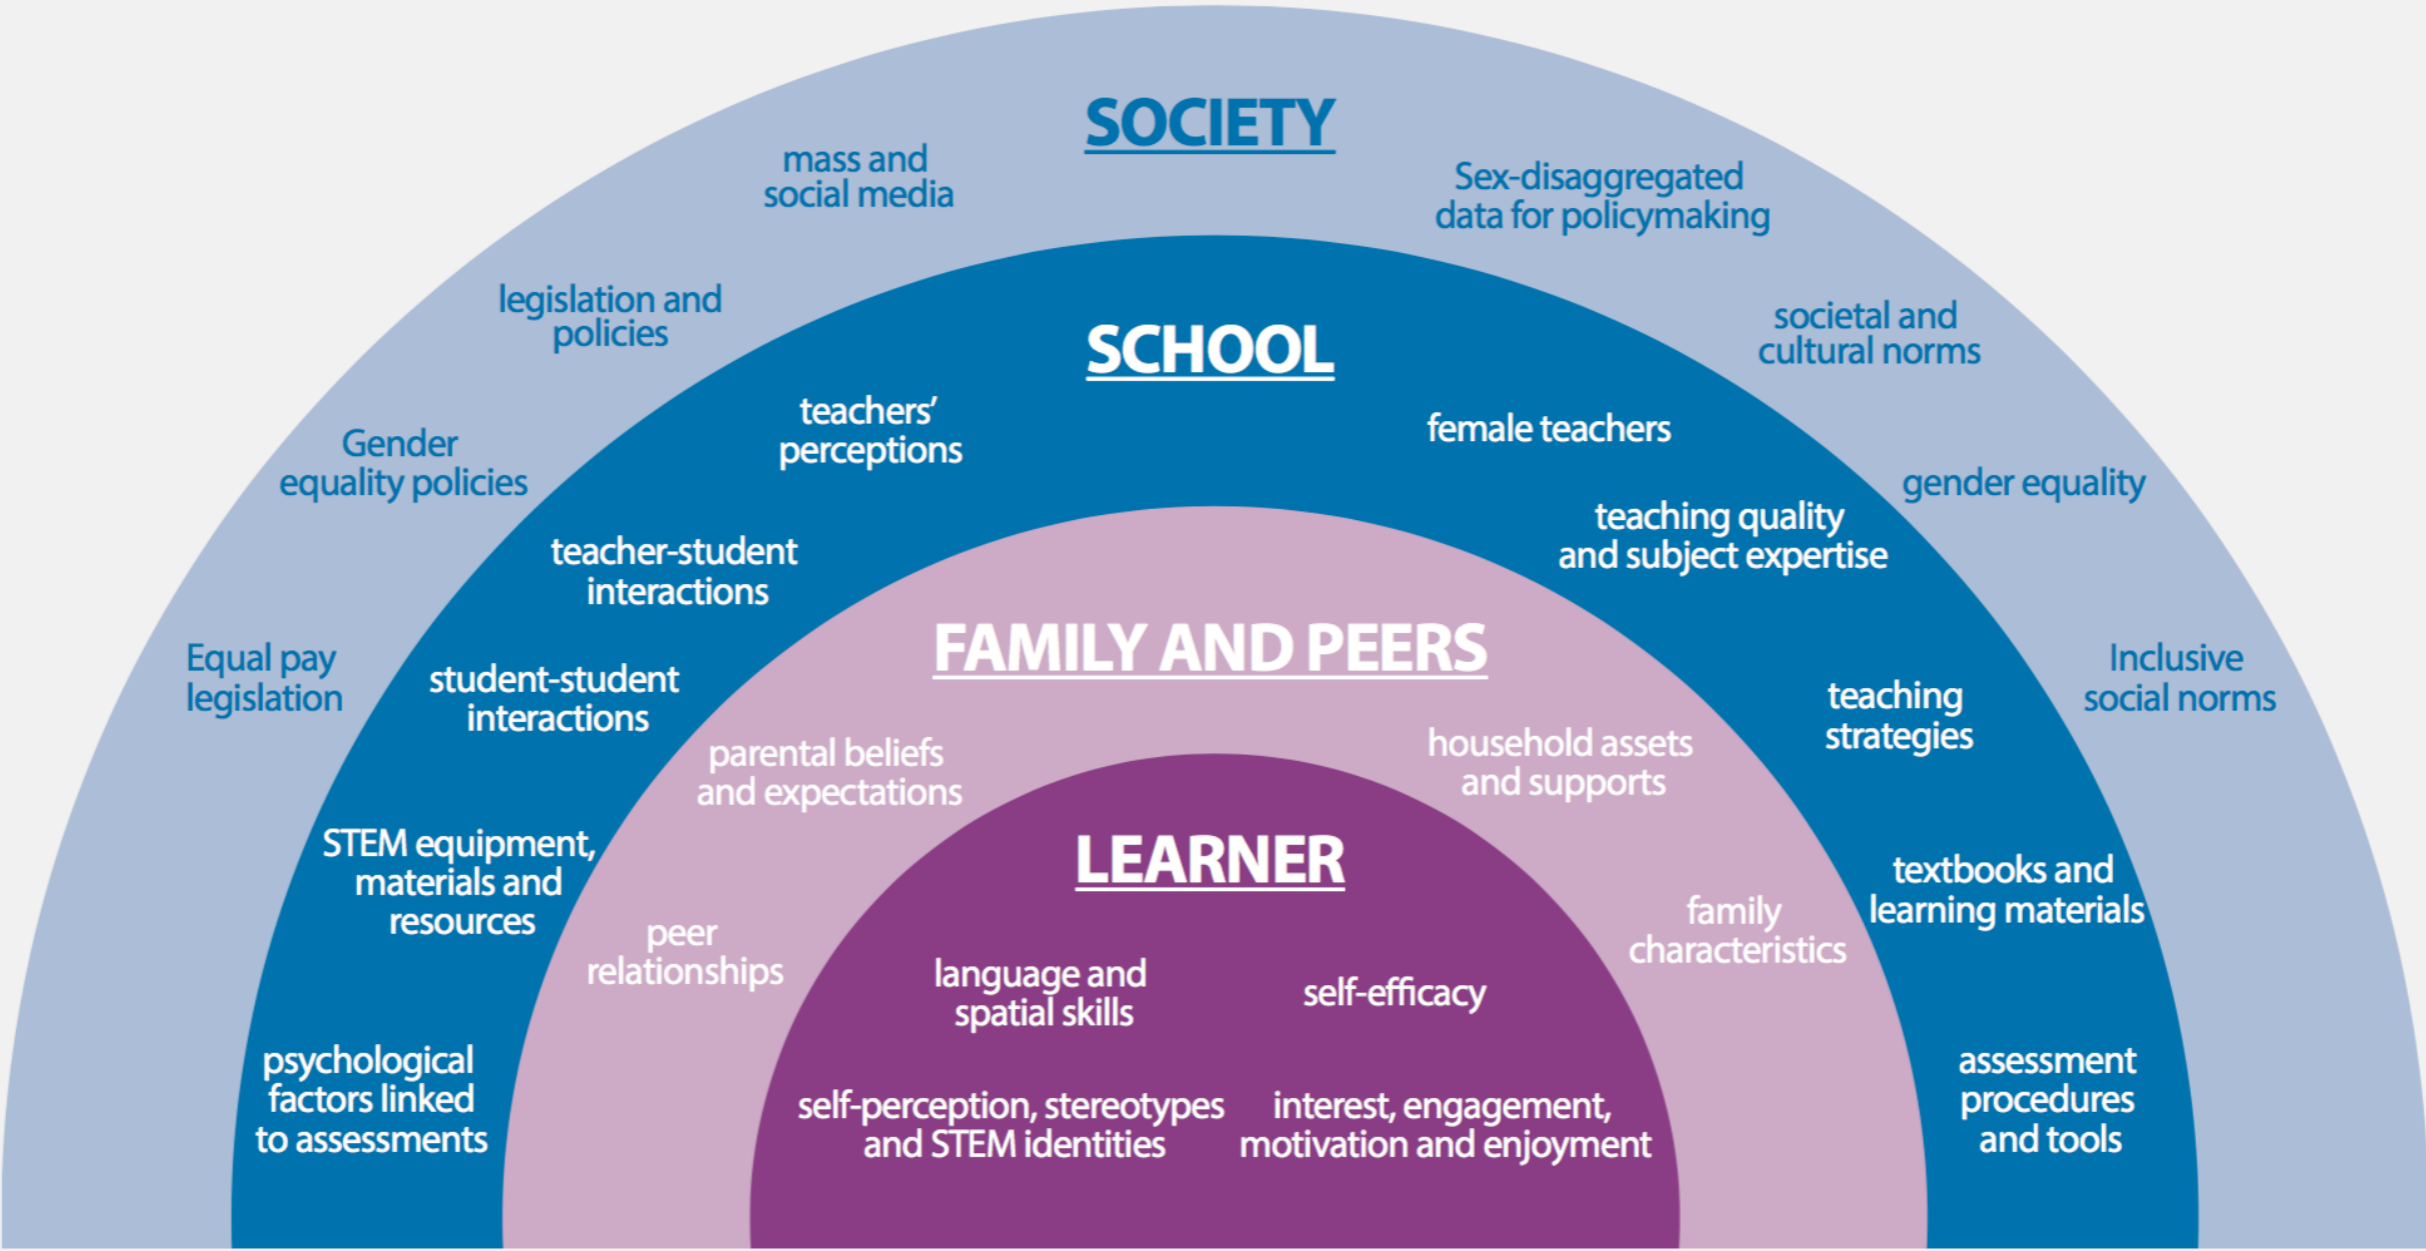 SOCIETY
mass and
social media
Sex-disaggregated
data for policymaking
legislation and
policies
societal and
cultural norms
Gender
equality policies
gender equality
Equal pay
legislation
Inclusive
social norms
SCHOOL
teachers’
perceptions
female teachers
teacher-student
interactions
teaching quality
and subject expertise
student-student
interactions
teaching
strategies
STEM equipment,
materials and
resources
textbooks and
learning materials
psychological
factors linked
to assessments
assessment
procedures
and tools
FAMILY AND PEERS
parental beliefs
and expectations
household assets
and supports
peer
relationships
family
characteristics
LEARNER
language and
spatial skills
self-efficacy
self-perception, stereotypes
and STEM identities
interest, engagement,
motivation and enjoyment